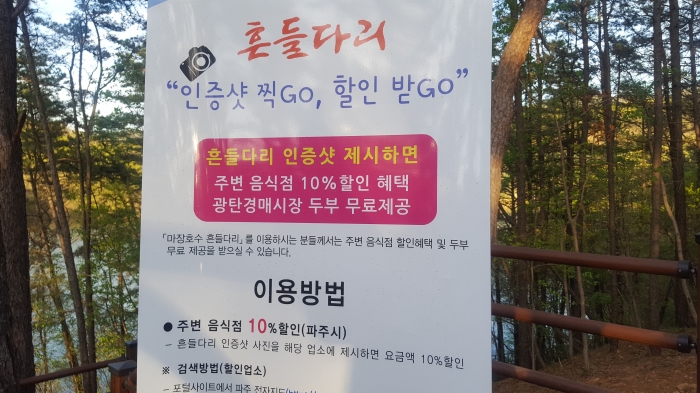 흔들다리
“인증샷 찍GO, 할인 받GO”
흔들다리 인증샷 제시하면
주변 음식점 10%할인 혜택
광탄경매시장 두부 무료제공
「마장호수 흔들다리」를 이용하시는 분들께서는 주변 음식점 할인혜택 및 두부
무료 제공을 받으실 수 있습니다.
이용방법
● 주변 음식점 10%할인(파주시)
– 흔들다리 인증샷 사진을 해당 업소에 제시하면 요금액 10%할인
※ 검색방법(할인업소)
– 포털사이트에서 파주 전자지도